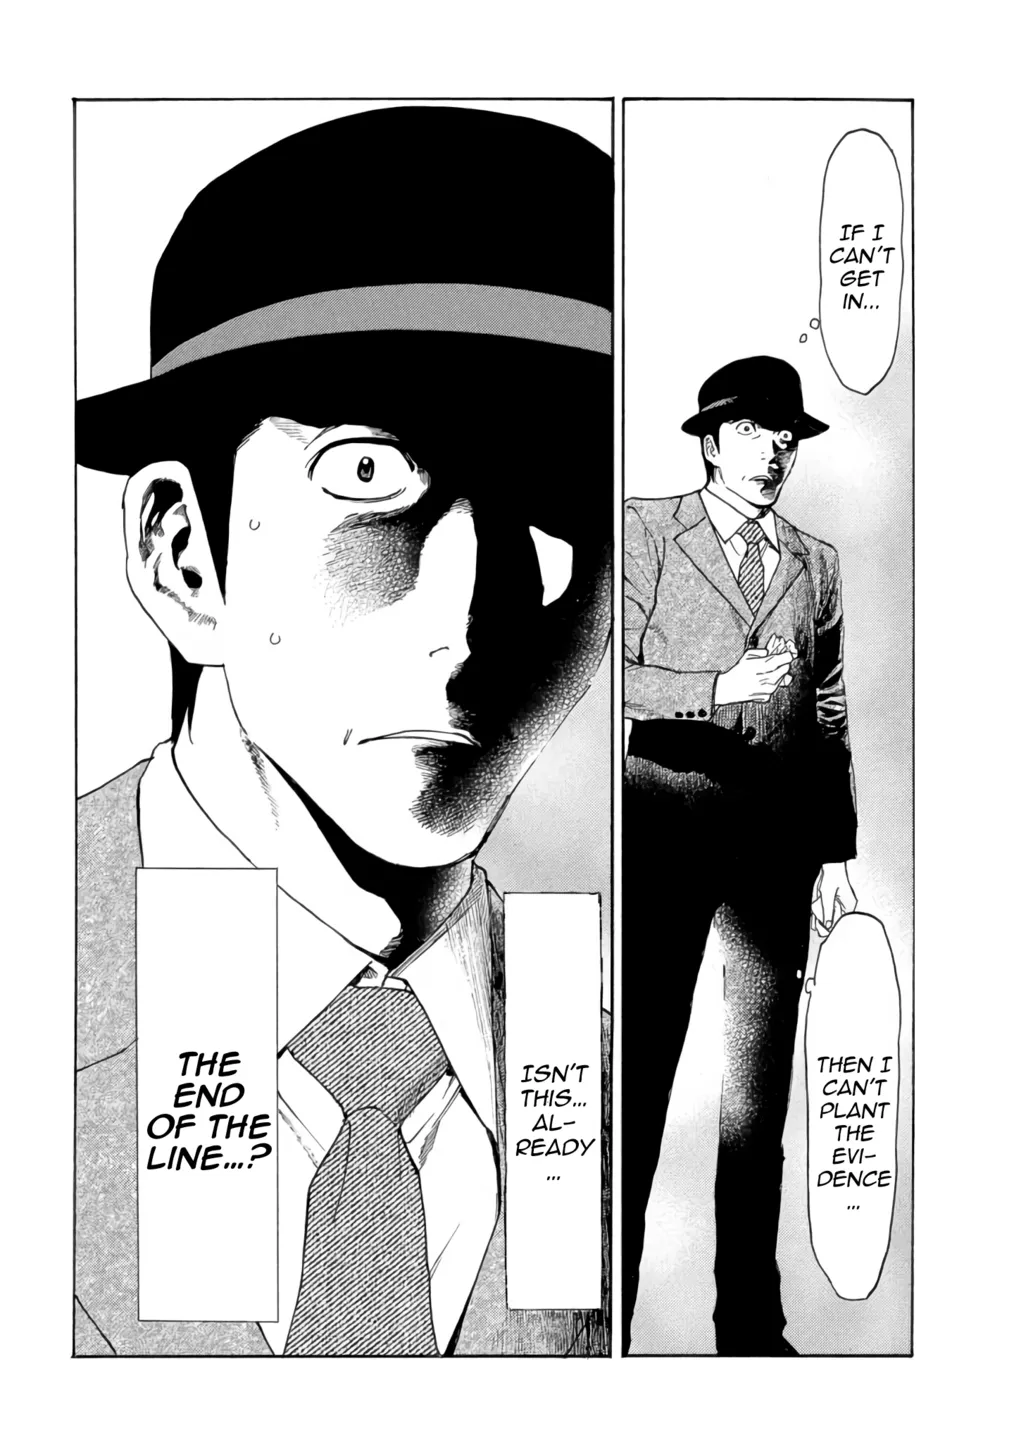 IF I
CAN'T
GET
IN...
THEN I
CAN'T
PLANT
THE
EVI-
DENCE
...
ISN'T
THIS...
AL-
READY
...
THE
END
OF THE
LINE...?